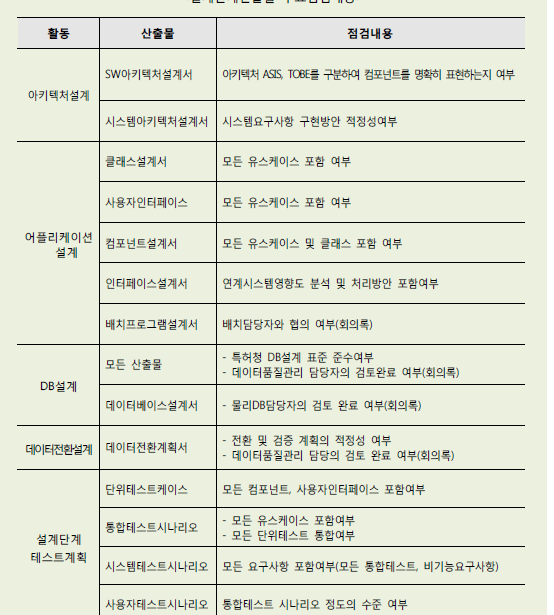 활동 산출물 점검내용
아키텍처설계
SW아키텍처설계서 아키텍처 ASIS, TOBE를 구분하여 컴포넌트를 명확히 표현하는지 여부
시스템아키텍처설계서 시스템요구사항 구현방안 적정성여부
어플리케이션
설계
클래스설계서 모든 유스케이스 포함 여부
사용자인터페이스 모든 유스케이스 포함 여부
컴포넌트설계서 모든 유스케이스 및 클래스 포함 여부
인터페이스설계서 연계시스템영향도 분석 및 처리방안 포함여부
배치프로그램설계서 배치담당자와 협의 여부(회의록)
DB설계
모든 산출물
- 특허청 DB설계 표준 준수여부
- 데이터품질관리 담당자의 검토완료 여부(회의록)
데이터베이스설계서 - 물리DB담당자의 검토 완료 여부(회의록)
데이터전환설계 데이터전환계획서
- 전환 및 검증 계획의 적정성 여부
- 데이터품질관리 담당의 검토 완료 여부(회의록)
설계단계
테스트계획
단위테스트케이스 모든 컴포넌트, 사용자인터페이스 포함여부
통합테스트시나리오
- 모든 유스케이스 포함여부
- 모든 단위테스트 통합여부
시스템테스트시나리오 모든 요구사항 포함여부(모든 통합테스트, 비기능요구사항)
사용자테스트시나리오 통합테스트 시나리오 정도의 수준 여부